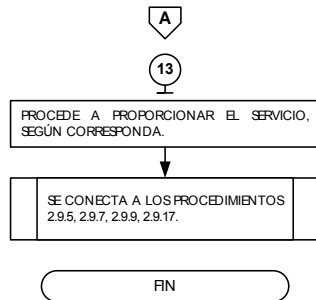 A
13
PROCEDE A PROPORCIONAR EL SERVICIO,
SEGÚN CORRESPONDA.
SE CONECTA A LOS PROCEDIMIENTOS
2.9.5, 2.9.7, 2.9.9, 2.9.17.
FIN